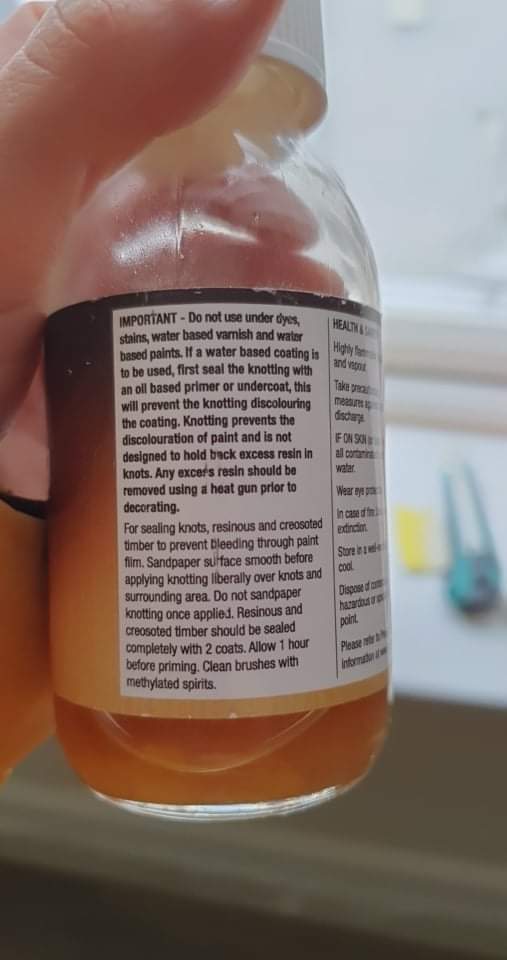 IMPORTANT - Do not use under dyes,
stains, water based varnish and water
based paints. If a water based coating is
to be used, first seal the knotting with
an oil based primer or undercoat, this
will prevent the knotting discolouring
the coating. Knotting prevents the
discolouration of paint and is not
designed to hold back excess resin in
knots. Any excess resin should be
removed using a heat gun prior to
decorating.
For sealing knots, resinous and creosoted
timber to prevent bleeding through paint
film. Sandpaper surface smooth before
applying knotting liberally over knots and
surrounding area. Do not sandpaper
knotting once applied. Resinous and
creosoted timber should be sealed
completely with 2 coats. Allow 1 hour
before priming. Clean brushes with
methylated spirits.
HEALTH &
Highly
and vapour
Take
measures
discharge.
IF ON SKIN
all
water.
Wear eye
In case of
extinction.
Store in a
cool.
Dispose of
hazardous or
point.
Please refer to
information at